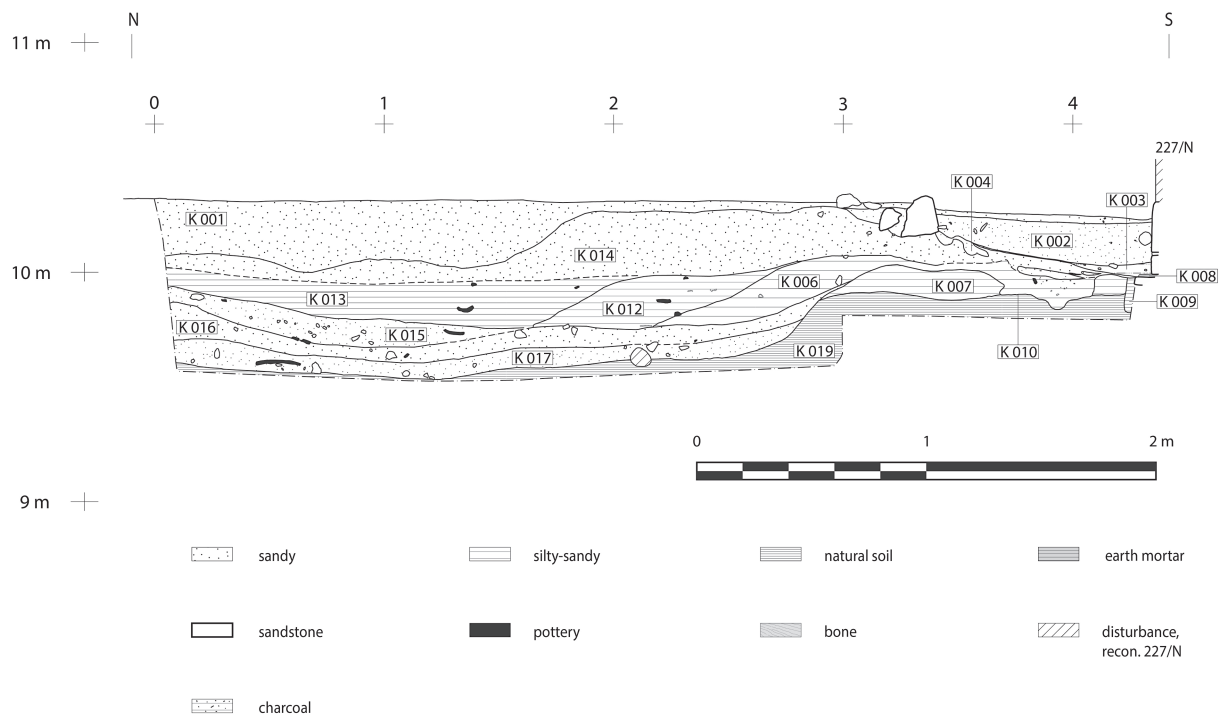 N S
11 m
0 1 2 3 4
227/N
K 004
K 003
K 001
K 002
K 014
10 m
K 008
K 006
K 007
K 013
K 012
K 009
K 016
K 015
K 017
K 019
K 010
0 1 2 m
9 m
sandy silty-sandy natural soil earth mortar
sandstone pottery bone disturbance,
recon. 227/N
charcoal